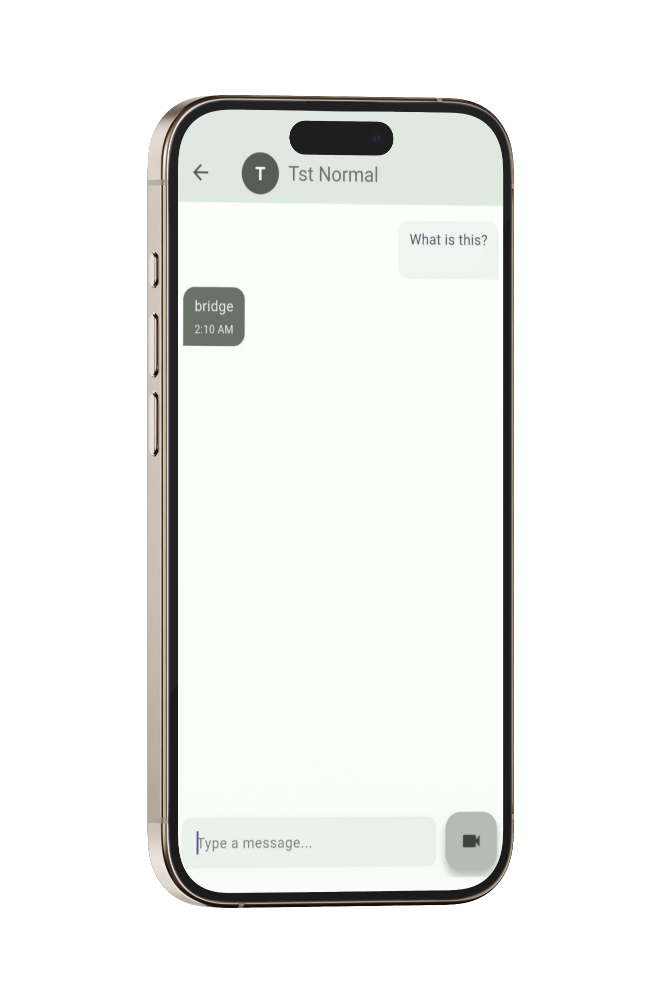 T
Tst Normal
What is this?
bridge
2:10 AM
Type a message...